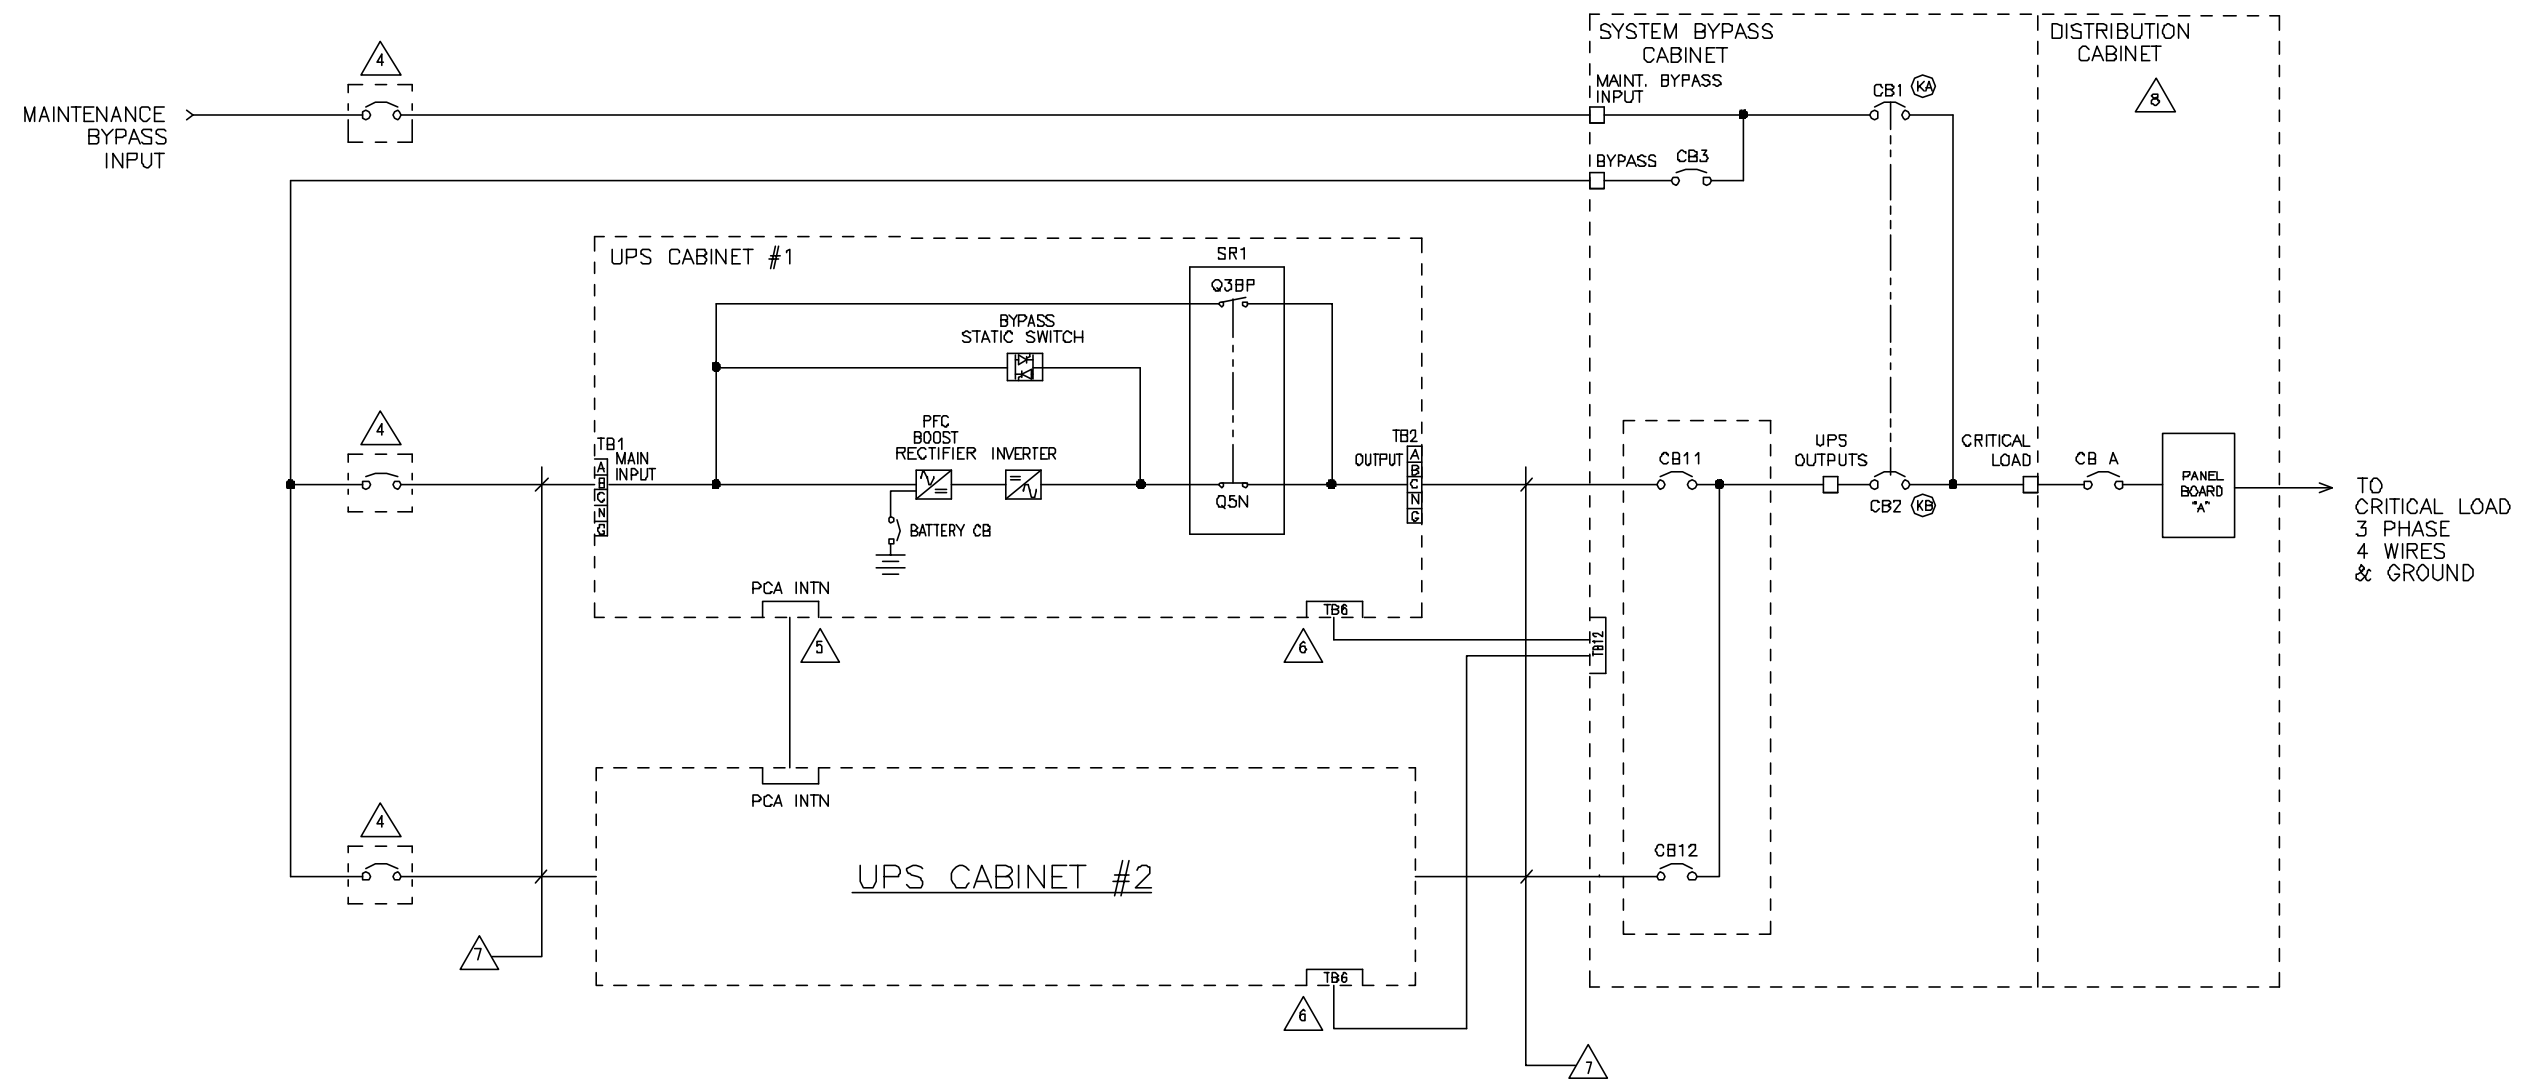 SYSTEM BYPASS
CABINET
DISTRIBUTION
CABINET
4
MAINT. BYPASS
INPUT
CB1
KA
8
MAINTENANCE
BYPASS
INPUT
BYPASS
CB3
UPS CABINET #1
SR1
Q3BP
BYPASS
STATIC SWITCH
4
PFC
BOOST
RECTIFIER
INVERTER
TB1
MAIN
INPUT
A
B
C
N
G
TB2
OUTPUT
A
B
C
N
G
Q5N
BATTERY CB
CB11
UPS
OUTPUTS
CB2
KB
CRITICAL
LOAD
CB A
PANEL
BOARD
"A"
TO
CRITICAL LOAD
3 PHASE
4 WIRES
& GROUND
PCA INTN
5
TB6
6
TB12
PCA INTN
4
UPS CABINET #2
CB12
7
TB6
6
7